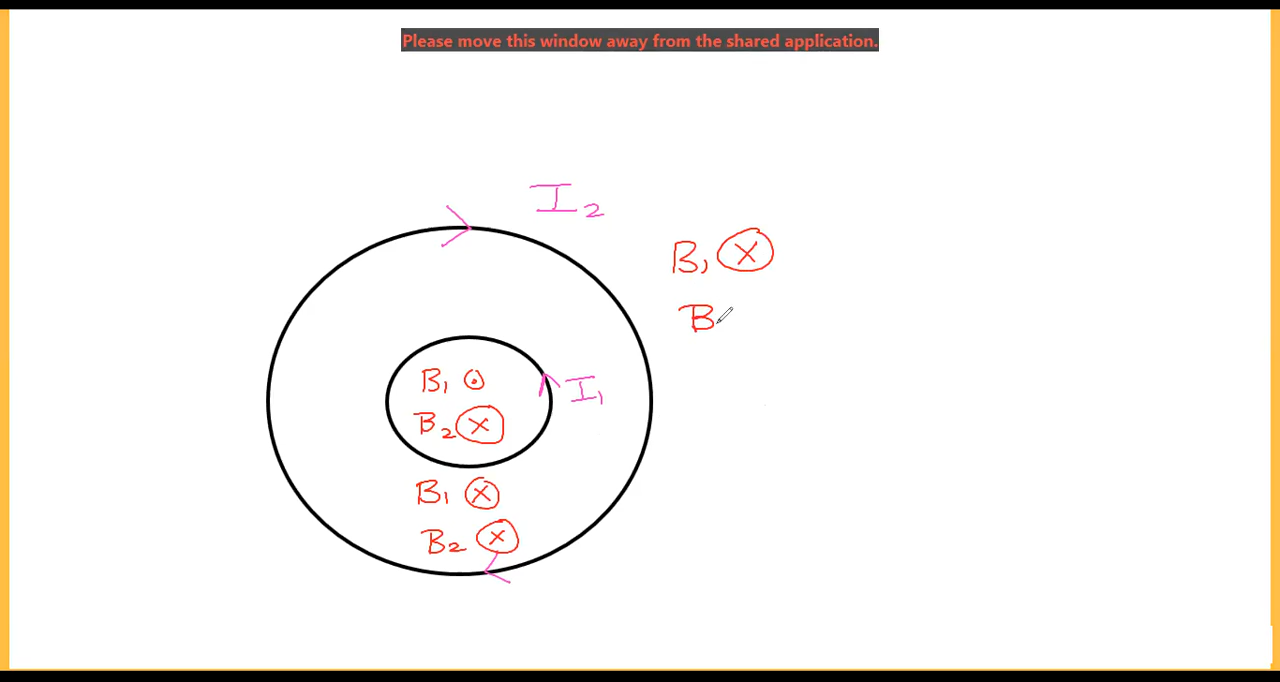 Please move this window away from the shared application.
I₂
B₁ ⊗
B
B₁ ⊙
I₁
B₂ ⊗
B₁ ⊗
B₂ ⊗